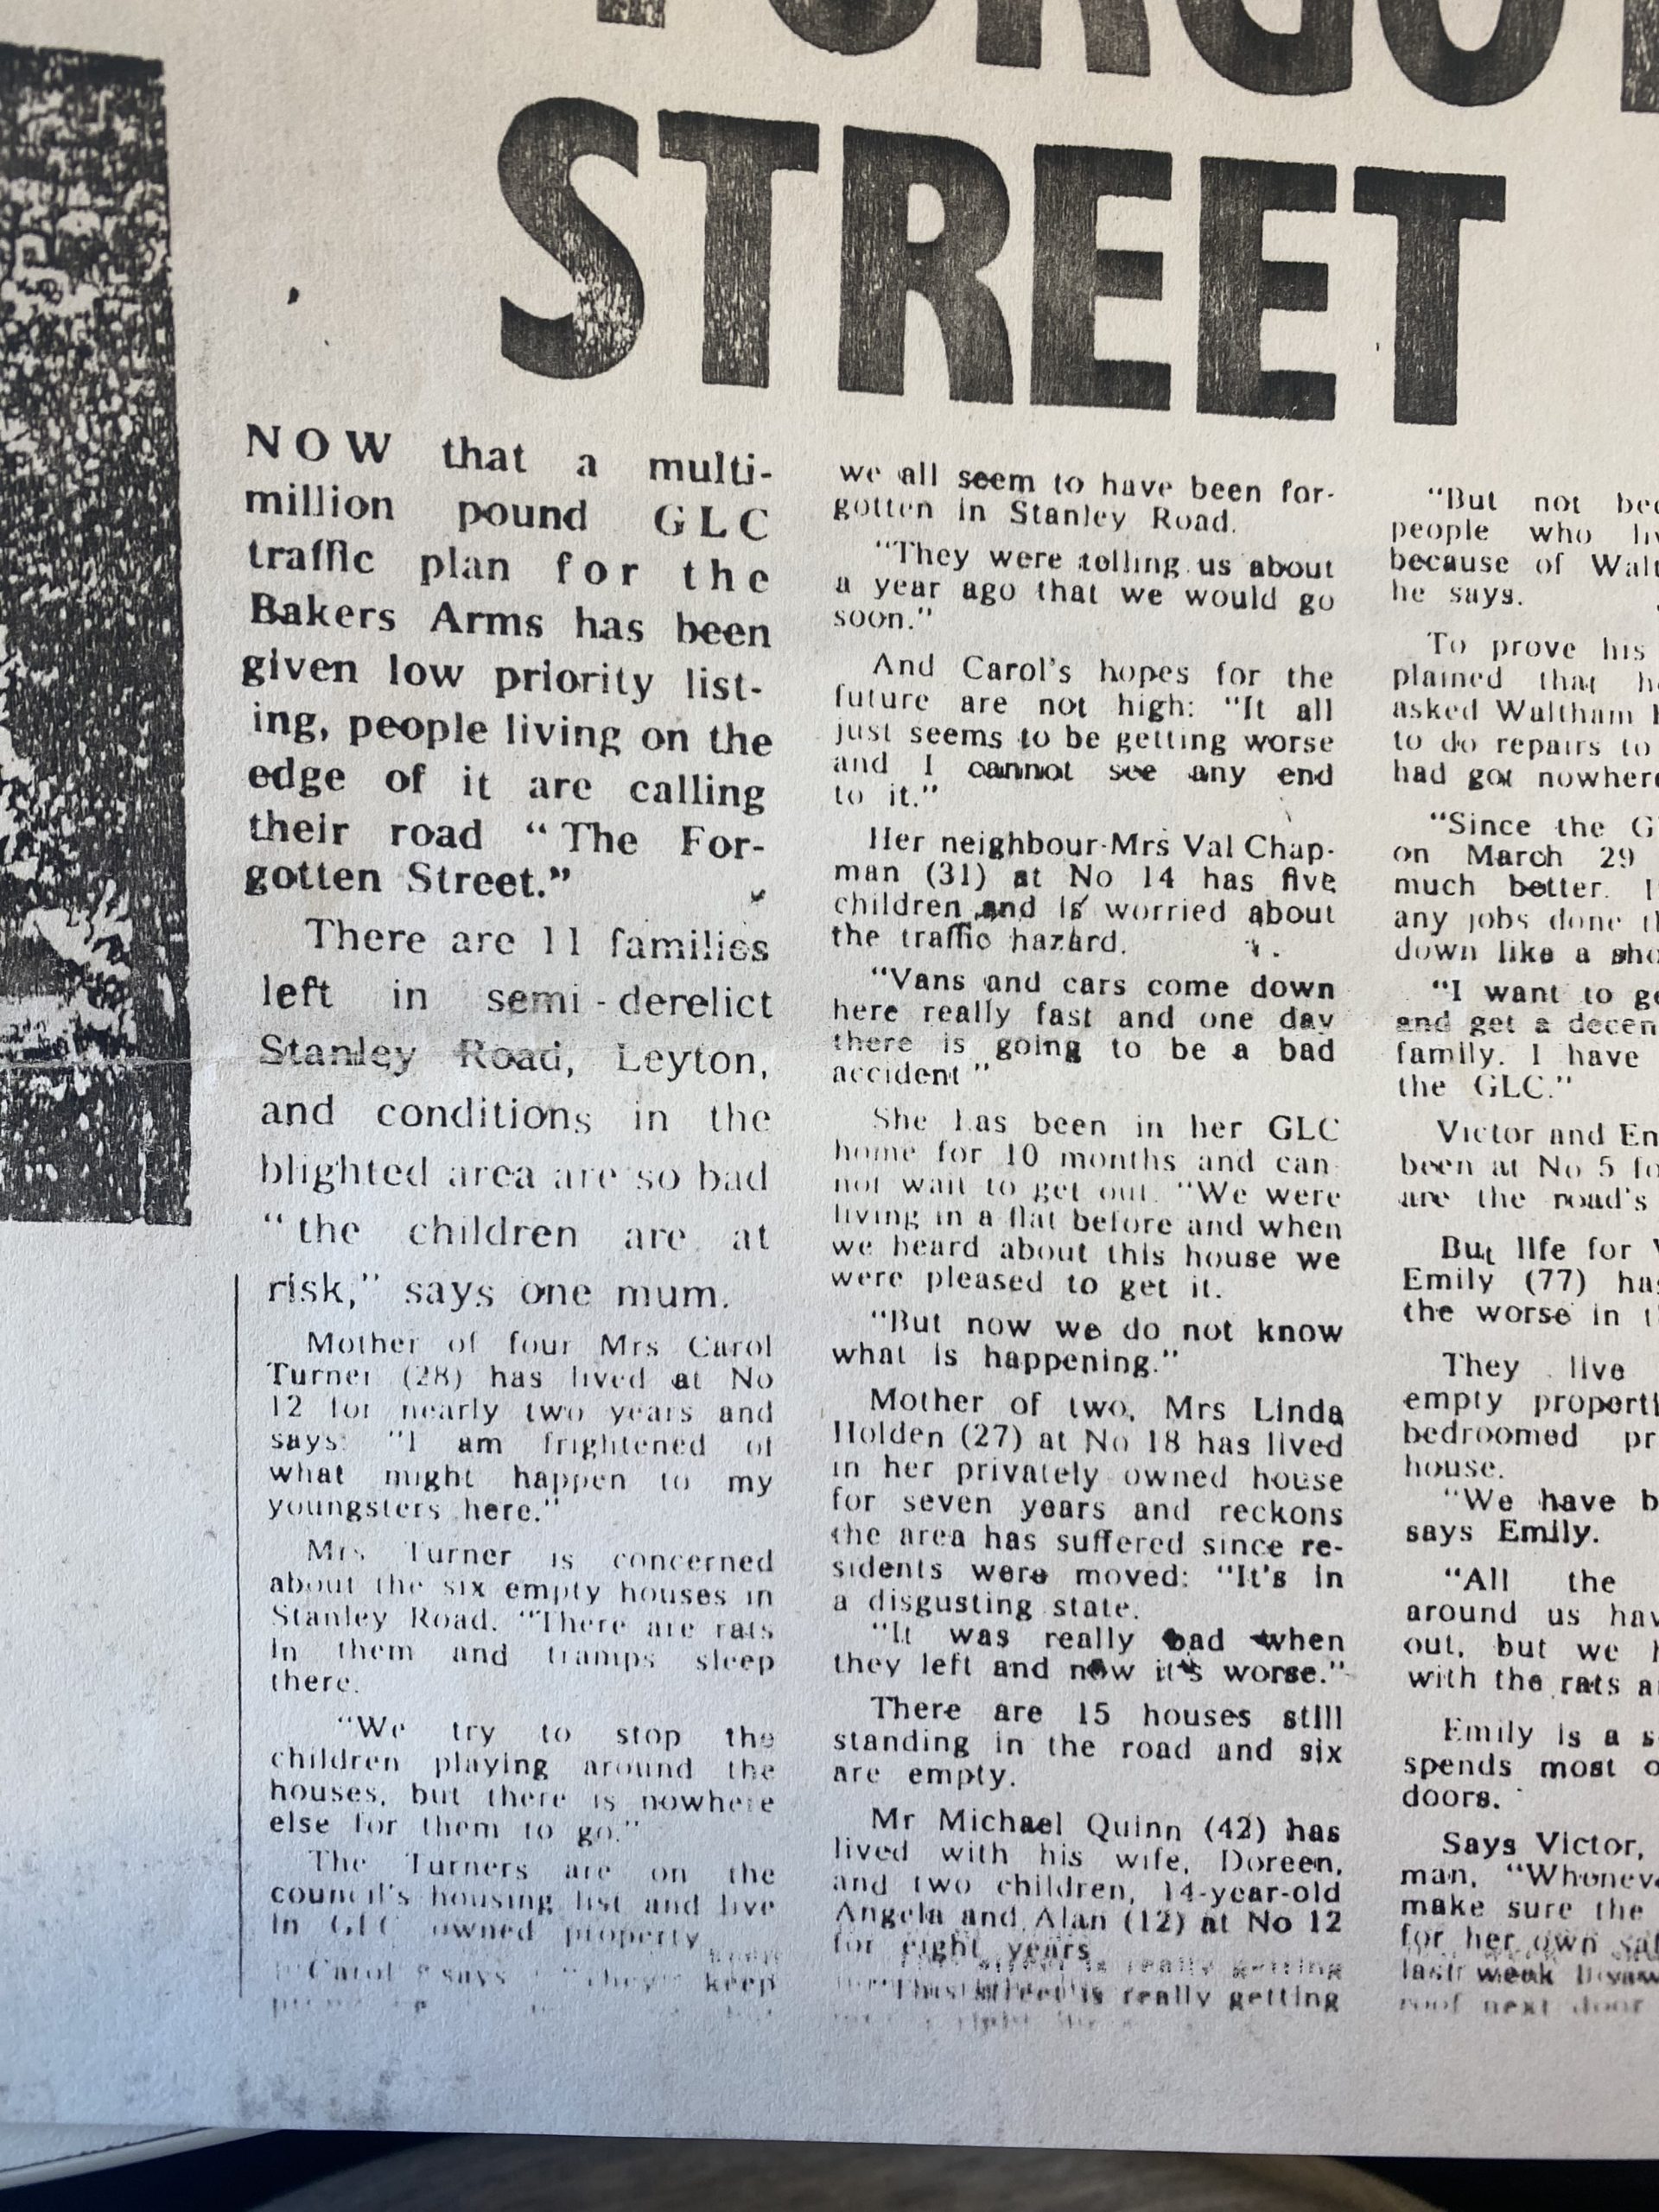 STREET
NOW that a multi-
million pound GLC
traffic plan for the
Bakers Arms has been
given low priority list-
ing, people living on the
edge of it are calling
their road "The For-
gotten Street."
There are 11 families
left in semi-derelict
Stanley Road, Leyton,
and conditions in the
blighted area are so bad
"the children are at
risk," says one mum.
Mother of four Mrs Carol
Turner (28) has lived at No
12 for nearly two years and
says: "I am frightened of
what might happen to my
youngsters here."
Mrs Turner is concerned
about the six empty houses in
Stanley Road. "There are rats
in them and tramps sleep
there.
"We try to stop the
children playing around the
houses, but there is nowhere
else for them to go."
The Turners are on the
council's housing list and live
in GLC owned property
Carol says "They keep
we all seem to have been for-
gotten in Stanley Road.
"They were tolling us about
a year ago that we would go
soon."
And Carol's hopes for the
future are not high: "It all
just seems to be getting worse
and I cannot see any end
to it."
Her neighbour Mrs Val Chap-
man (31) at No 14 has five
children and is worried about
the traffic hazard.
"Vans and cars come down
here really fast and one day
there is going to be a bad
accident"
She has been in her GLC
home for 10 months and can-
not wait to get out. "We were
living in a flat before and when
we heard about this house we
were pleased to get it.
"But now we do not know
what is happening."
Mother of two, Mrs Linda
Holden (27) at No 18 has lived
in her privately owned house
for seven years and reckons
the area has suffered since re-
sidents were moved: "It's in
a disgusting state.
"It was really bad when
they left and now it's worse."
There are 15 houses still
standing in the road and six
are empty.
Mr Michael Quinn (42) has
lived with his wife, Doreen,
and two children, 14-year-old
Angela and Alan (12) at No 12
for eight years
"This street is really getting
"But not
people who
because of
he says.
To prove his
plained that
asked Waltham
to do repairs to
had got nowhere
"Since the
on March 29
much better.
any jobs done
down like a
"I want to
and get a
family. I have
the GLC."
Victor and
been at No 5
are the road's
But life for
Emily (77)
the worse in
They live
empty
bedroomed
house.
"We have
says Emily.
"All the
around us
out, but we
with the rats
Emily is a
spends most
doors.
Says Victor,
man,
make sure the
for her own
last week
roof next door